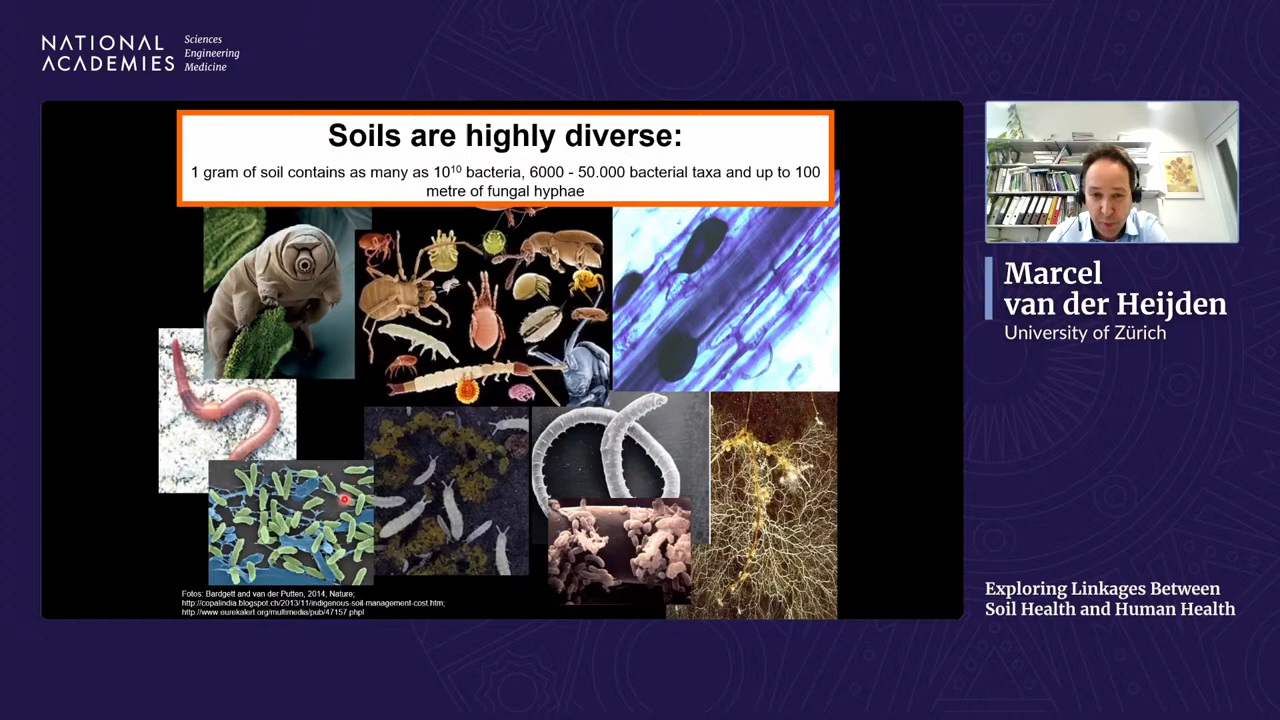 NATIONAL
ACADEMIES
Sciences
Engineering
Medicine
Soils are highly diverse:
1 gram of soil contains as many as 10¹⁰ bacteria, 6000 - 50.000 bacterial taxa and up to 100
metre of fungal hyphae
Fotos: Bardgett and van der Putten, 2014, Nature;
http://copalindia.blogspot.ch/2013/11/indigenous-soil-management-cost.htm;
http://www.eurekalert.org/multimedia/pub/47157.php)
Marcel
van der Heijden
University of Zürich
Exploring Linkages Between
Soil Health and Human Health